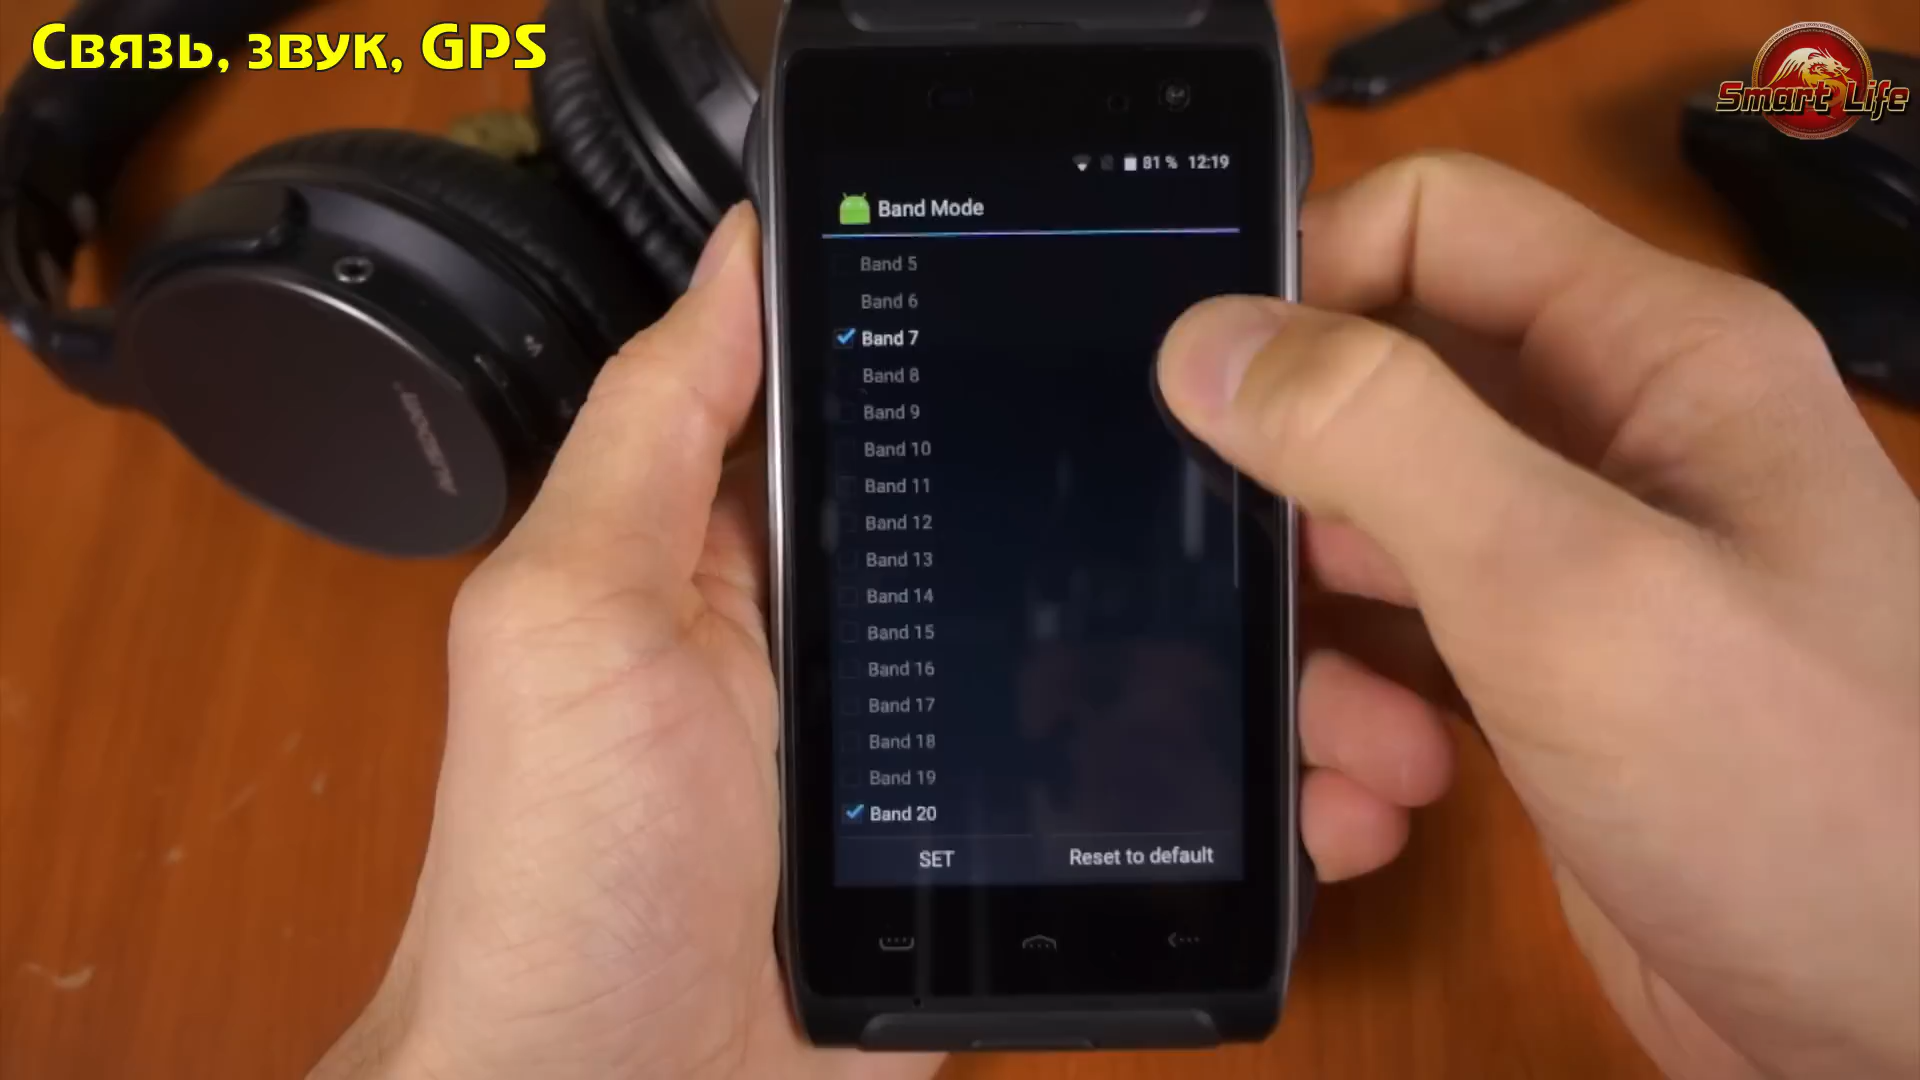 Связь, звук, GPS
Smart Life
81 % 12:19
Band Mode
Band 5
Band 6
Band 7
Band 8
Band 9
Band 10
Band 11
Band 12
Band 13
Band 14
Band 15
Band 16
Band 17
Band 18
Band 19
Band 20
SET
Reset to default